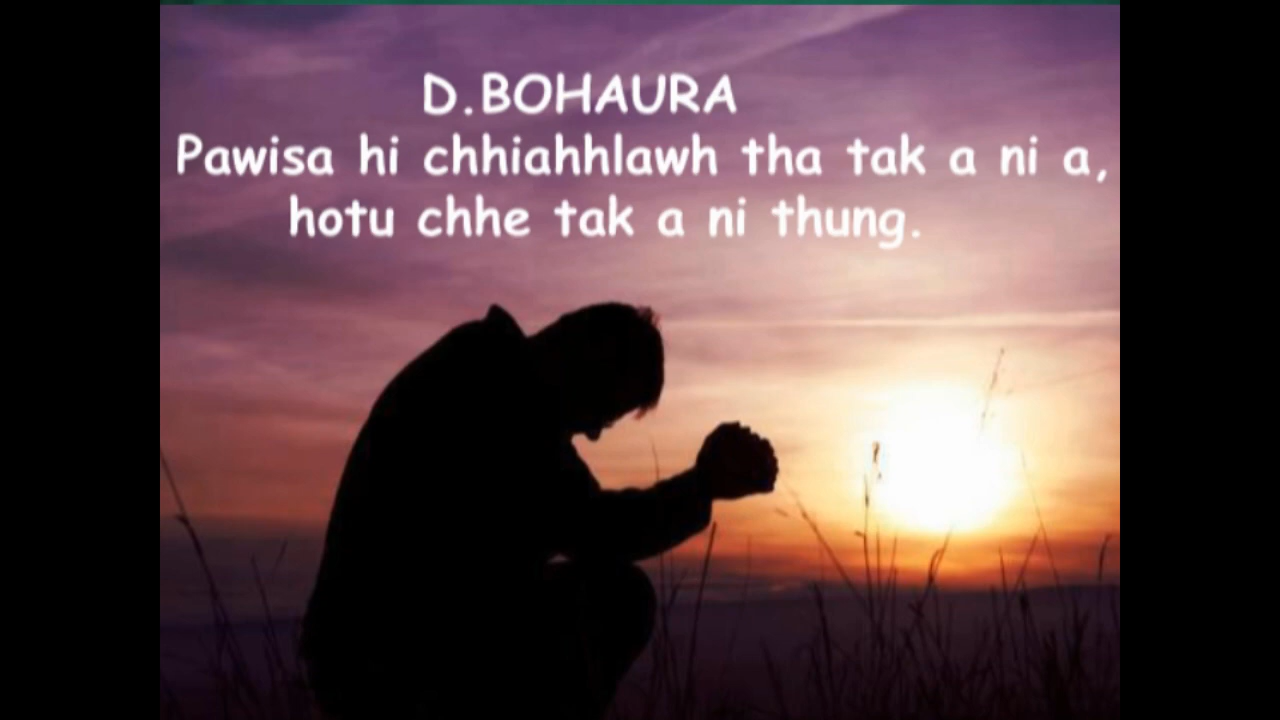 D.BOHAURA
Pawisa hi chhiahhlawh tha tak a ni a,
hotu chhe tak a ni thung.